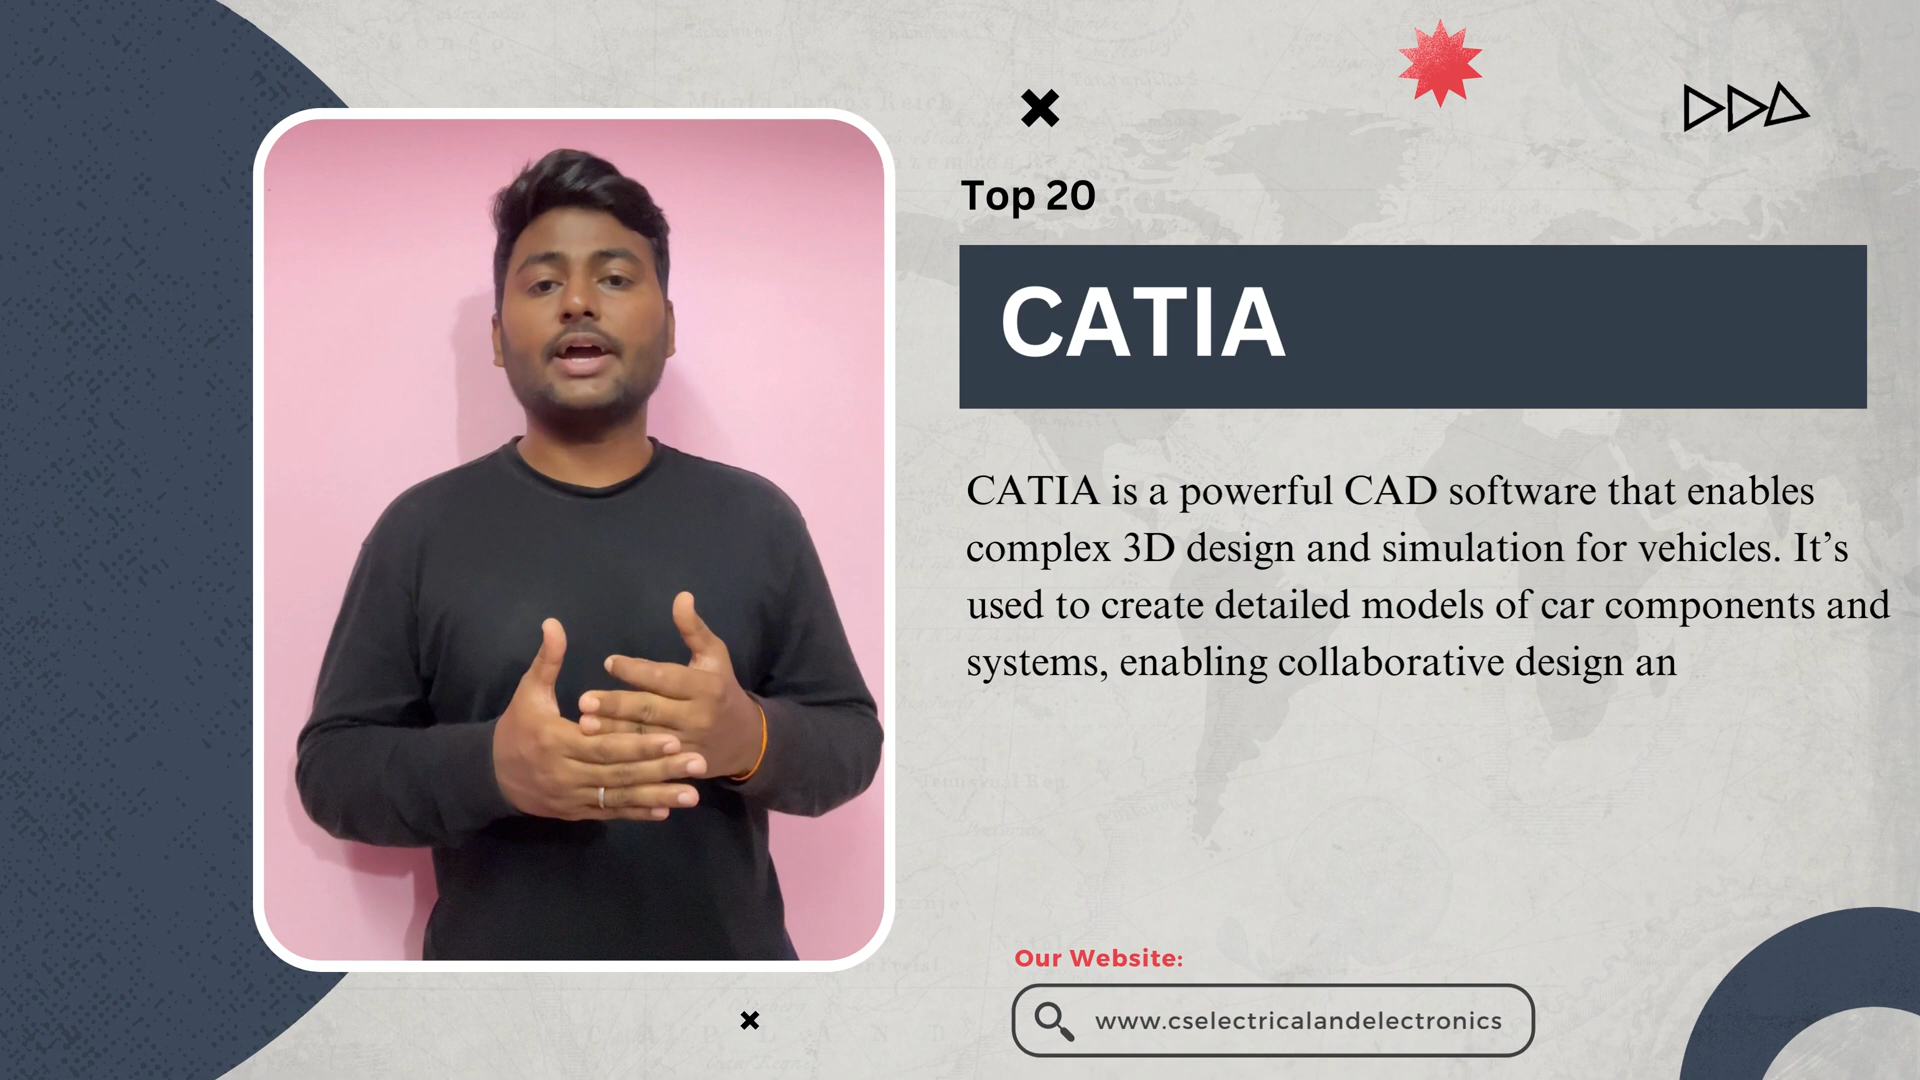 Top 20
CATIA
CATIA is a powerful CAD software that enables
complex 3D design and simulation for vehicles. It’s
used to create detailed models of car components and
systems, enabling collaborative design an
Our Website:
www.cselectricalandelectronics